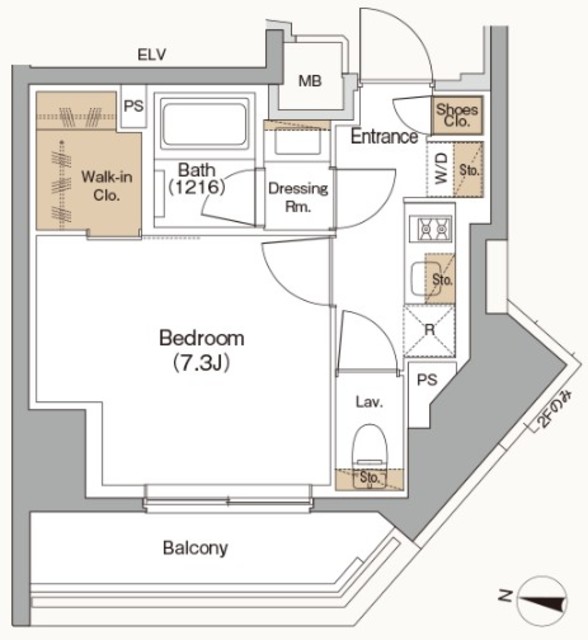 ELV
MB
PS
Shoes
Clo.
Entrance
W/D
Sto.
Walk-in
Clo.
Bath
(1216)
Dressing
Rm.
Sto.
R
Bedroom
(7.3J)
PS
Lav.
Sto.
2Fのみ
Balcony
N